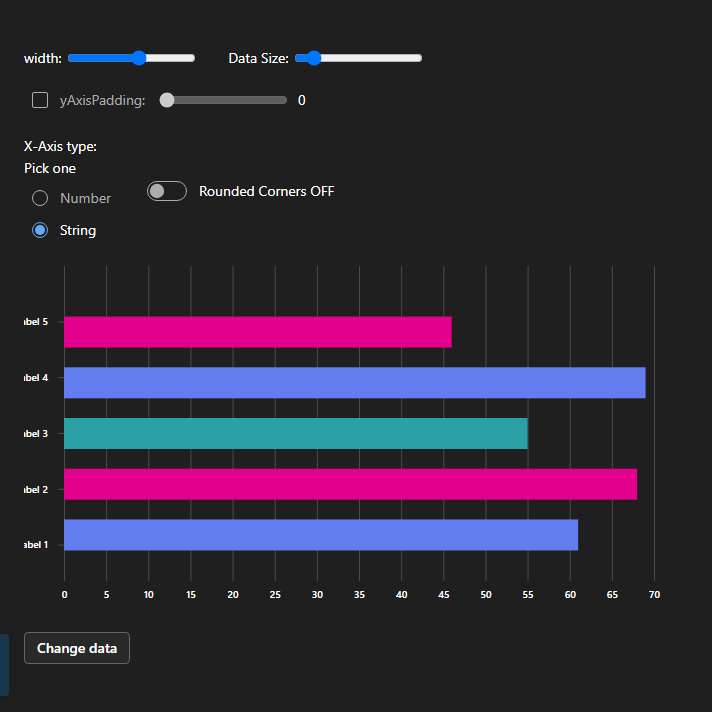 width:
Data Size:
yAxisPadding:
0
X-Axis type:
Pick one
Number
Rounded Corners OFF
String
abel 5
abel 4
abel 3
abel 2
abel 1
0 5 10 15 20 25 30 35 40 45 50 55 60 65 70
Change data